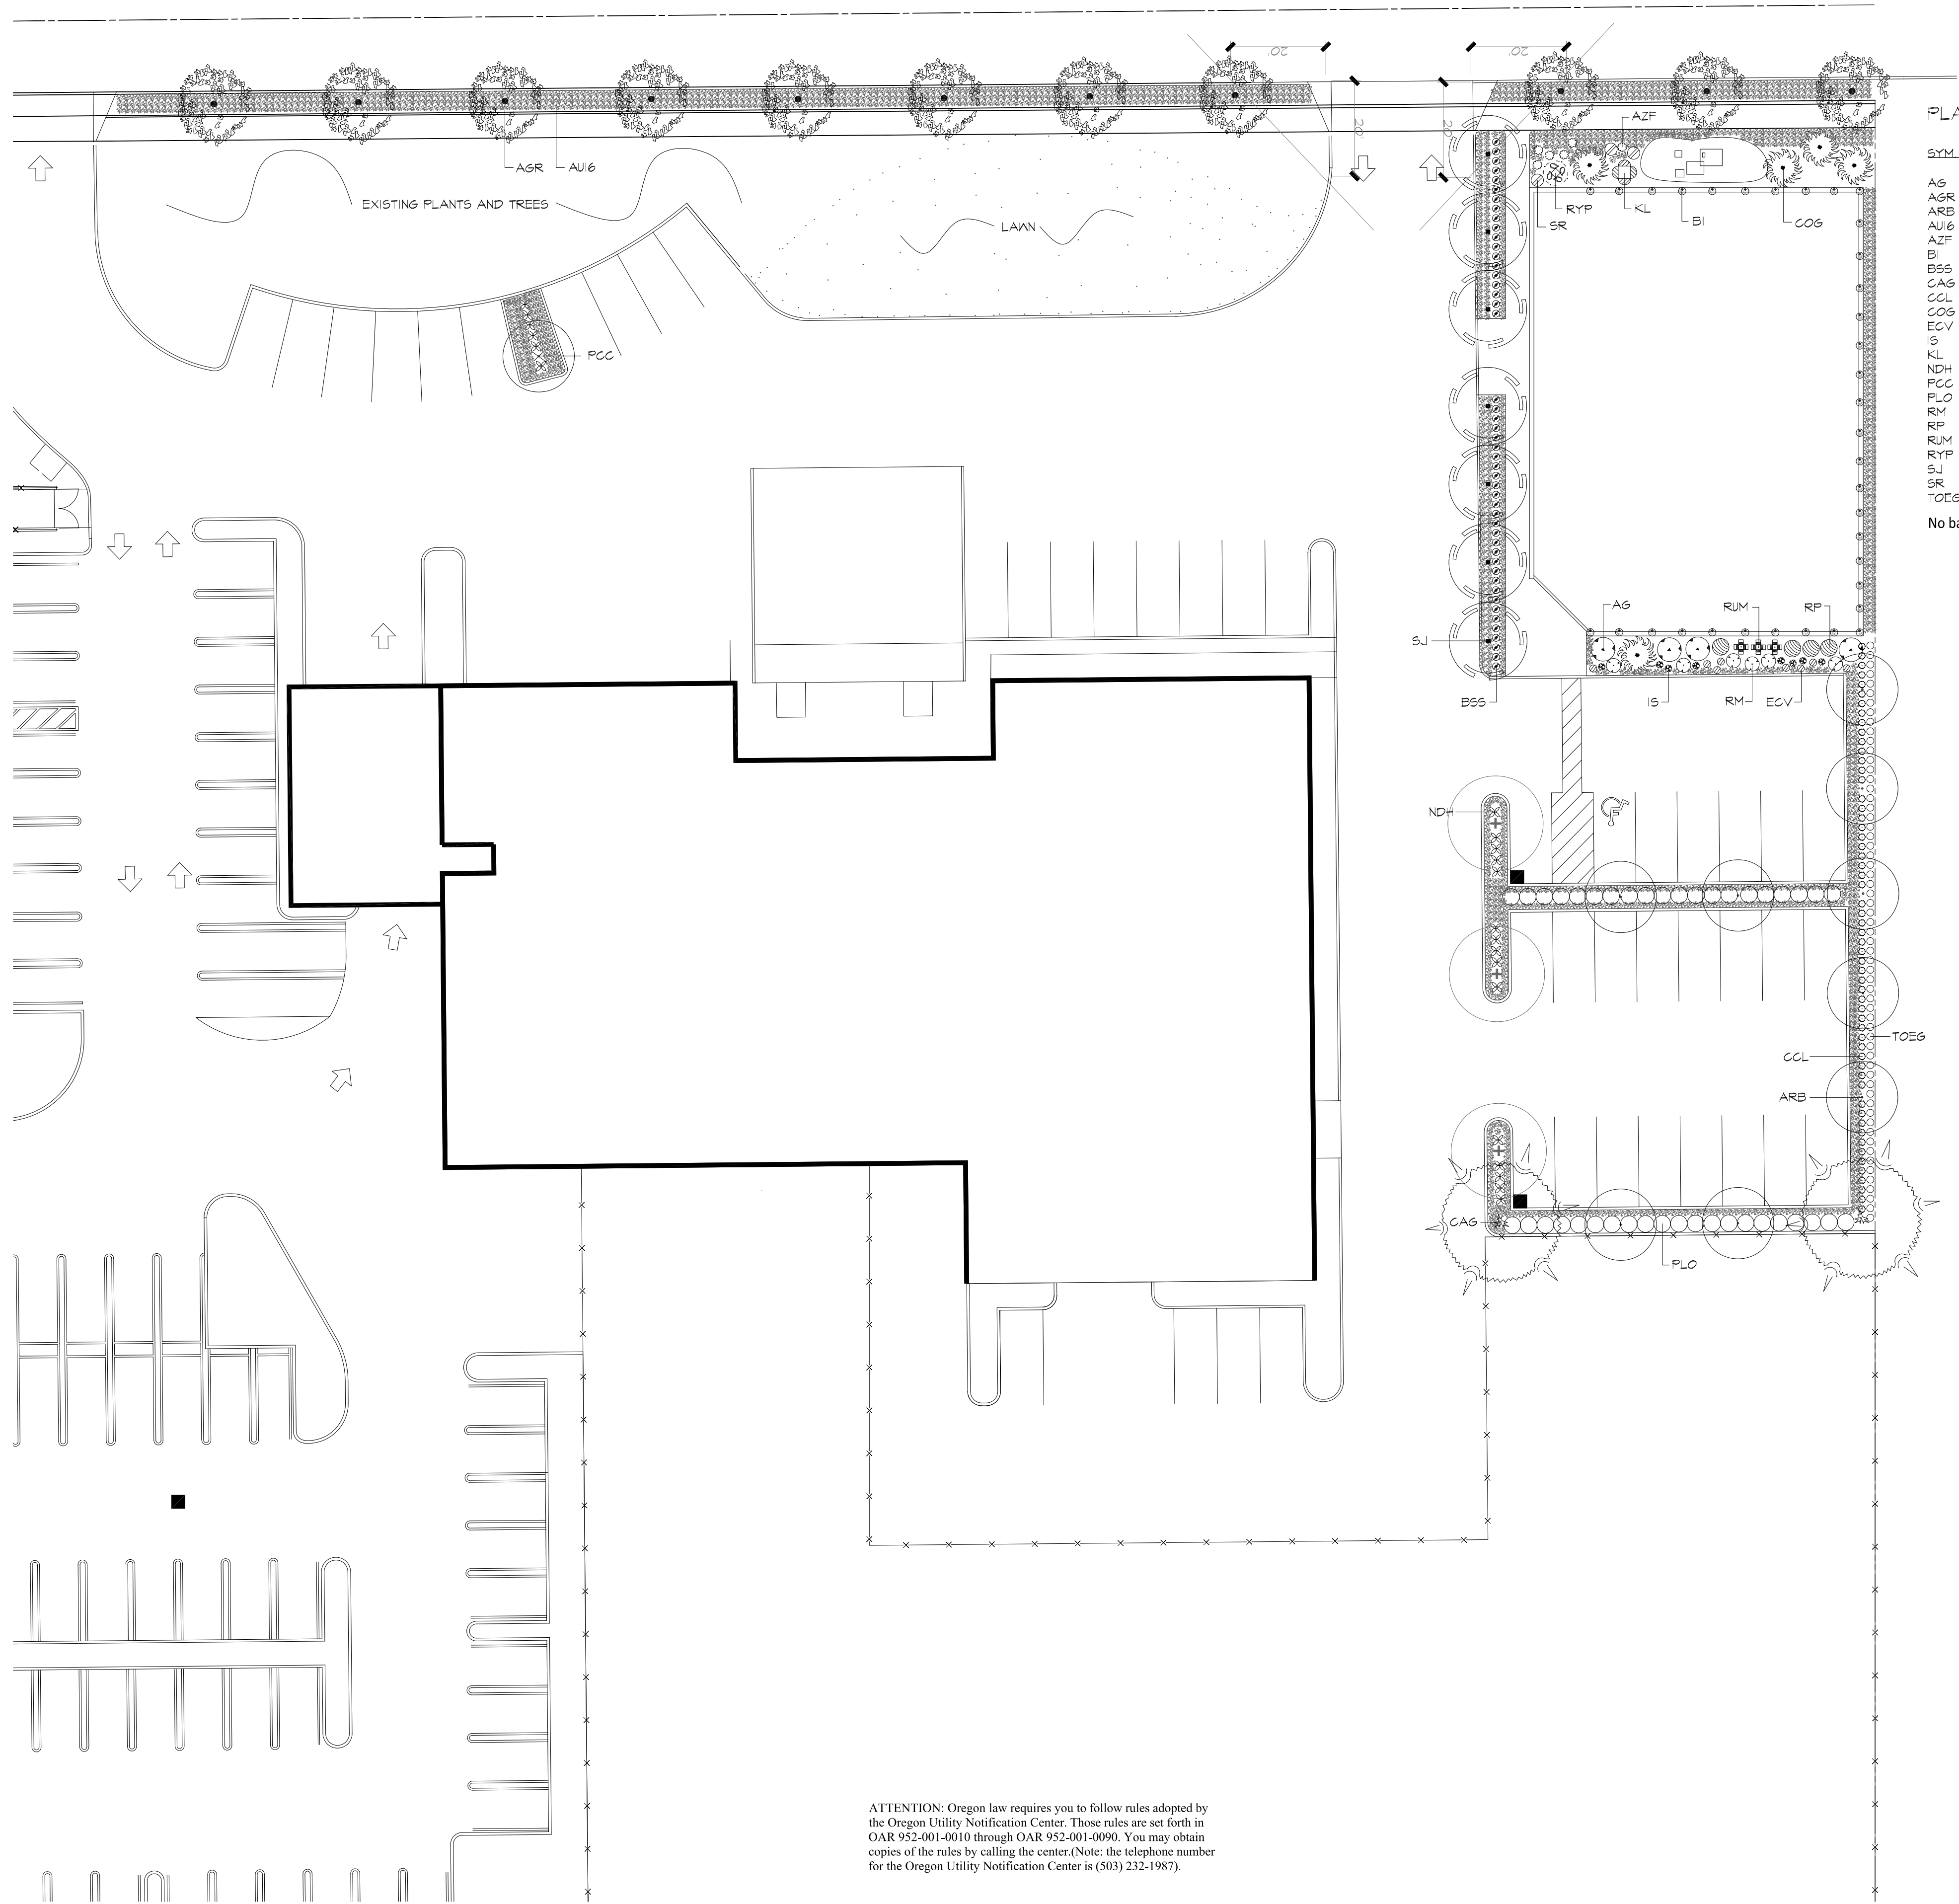 20'
20'
20'
20'
PLA
SYM.
AG
AGR
ARB
AUI6
AZF
BI
BSS
CAG
CCL
COG
ECV
IS
KL
NDH
PCC
PLO
RM
RP
RUM
RYP
SJ
SR
TOEG
No ba
AZF
AGR
AUI6
EXISTING PLANTS AND TREES
LAWN
RYP
KL
SR
BI
COG
PCC
AG
RUM
RP
SJ
BSS
IS
RM
ECV
NDH
TOEG
CCL
ARB
CAG
PLO
ATTENTION: Oregon law requires you to follow rules adopted by
the Oregon Utility Notification Center. Those rules are set forth in
OAR 952-001-0010 through OAR 952-001-0090. You may obtain
copies of the rules by calling the center.(Note: the telephone number
for the Oregon Utility Notification Center is (503) 232-1987).